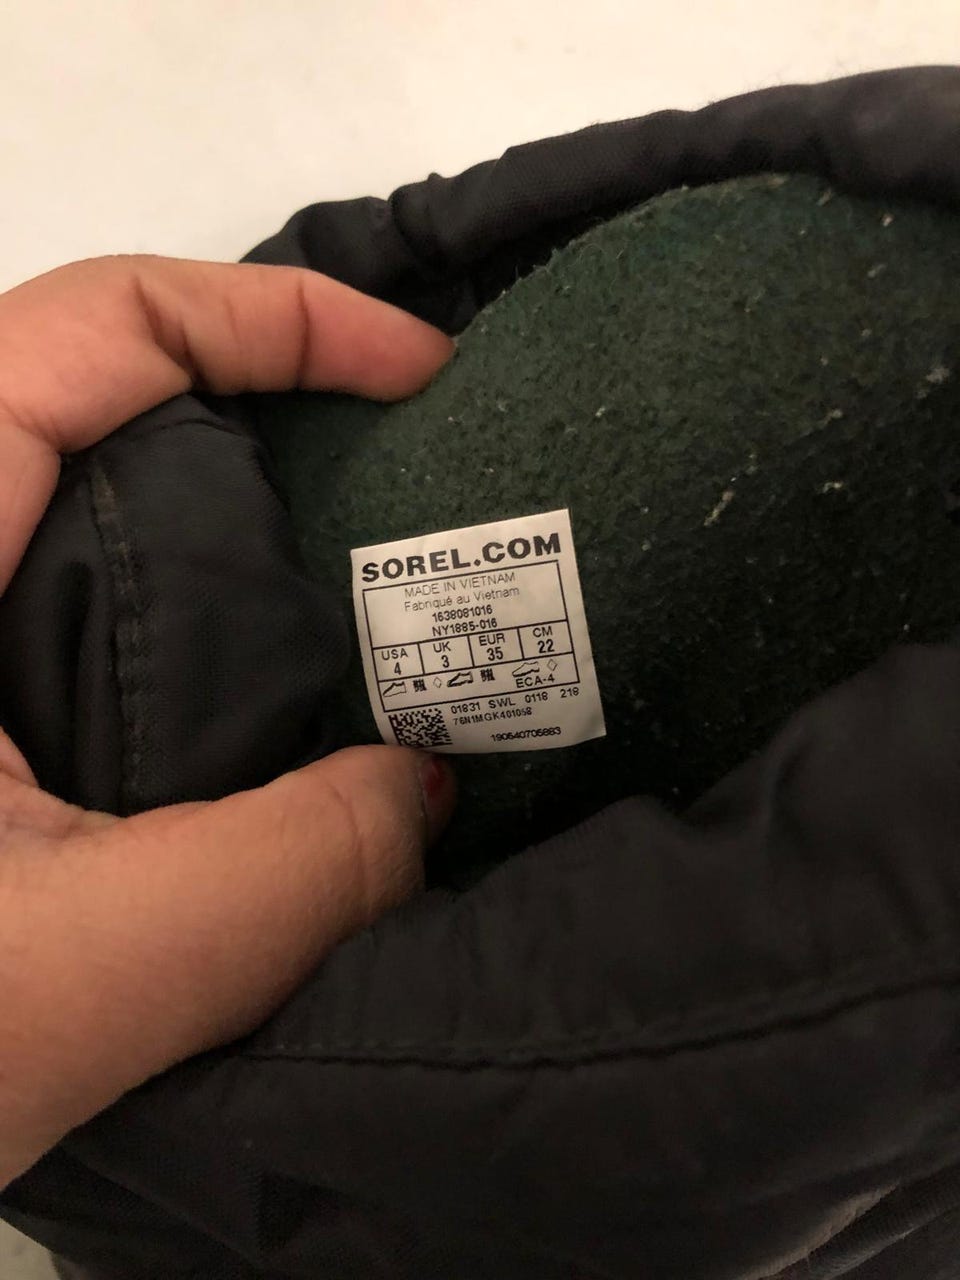 SOREL.COM
MADE IN VIETNAM
Fabriqué au Vietnam
1638081016
NY1885-016
USA UK EUR CM
4 3 35 22
ECA-4
01831 SWL 0118 218
76N1MGK401058
190540705883